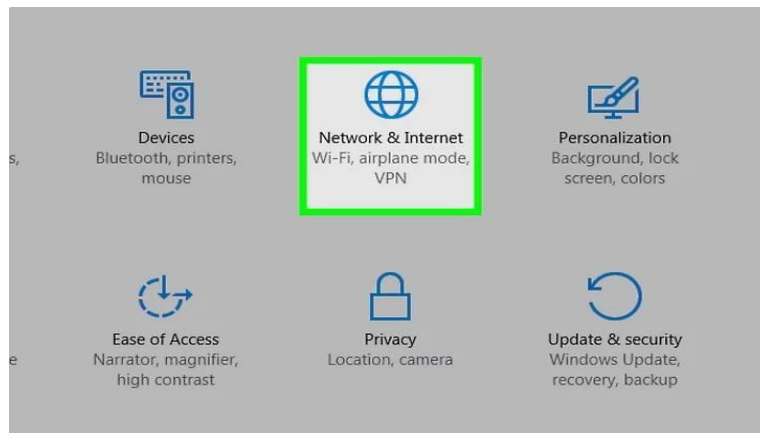 Devices
Bluetooth, printers,
mouse
Network & Internet
Wi-Fi, airplane mode,
VPN
Personalization
Background, lock
screen, colors
s,
Ease of Access
Narrator, magnifier,
high contrast
Privacy
Location, camera
Update & security
Windows Update,
recovery, backup
e